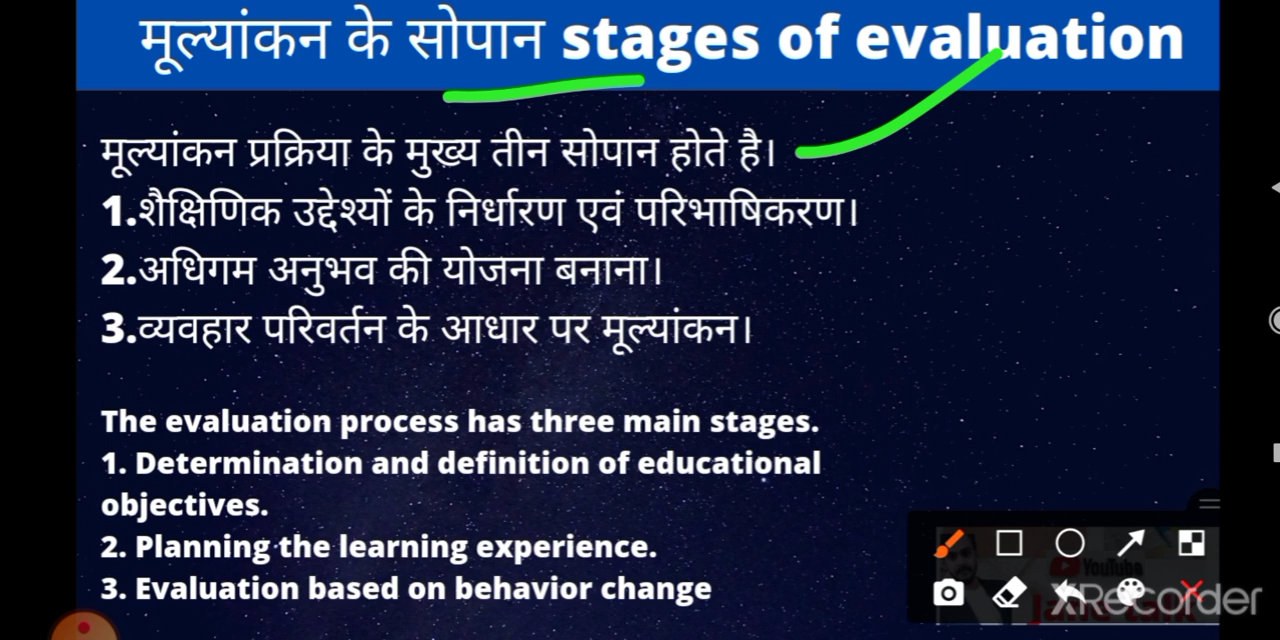 मूल्यांकन के सोपान stages of evaluation
मूल्यांकन प्रक्रिया के मुख्य तीन सोपान होते है।
1.शैक्षिणिक उद्देश्यों के निर्धारण एवं परिभाषिकरण।
2.अधिगम अनुभव की योजना बनाना।
3.व्यवहार परिवर्तन के आधार पर मूल्यांकन।
The evaluation process has three main stages.
1. Determination and definition of educational
objectives.
2. Planning the learning experience.
3. Evaluation based on behavior change
YouTube
XRecorder